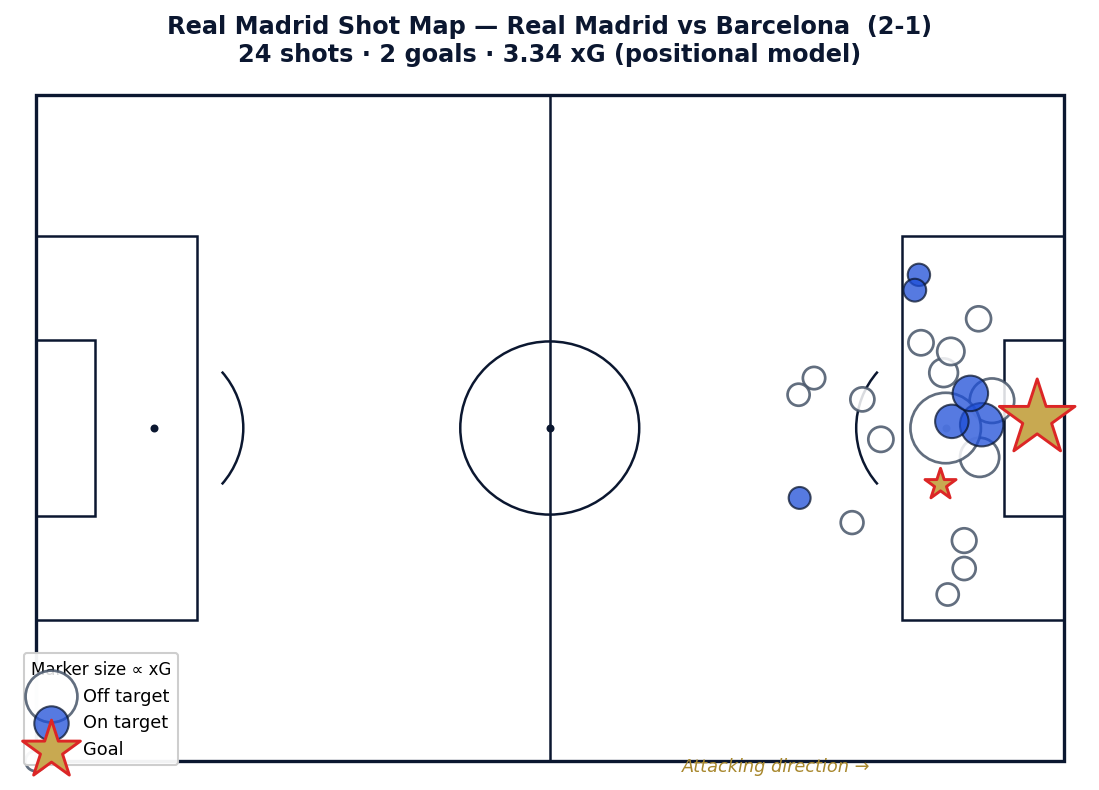 Real Madrid Shot Map — Real Madrid vs Barcelona (2-1)
24 shots · 2 goals · 3.34 xG (positional model)
Marker size ∝ xG
Off target
On target
Goal
Attacking direction →